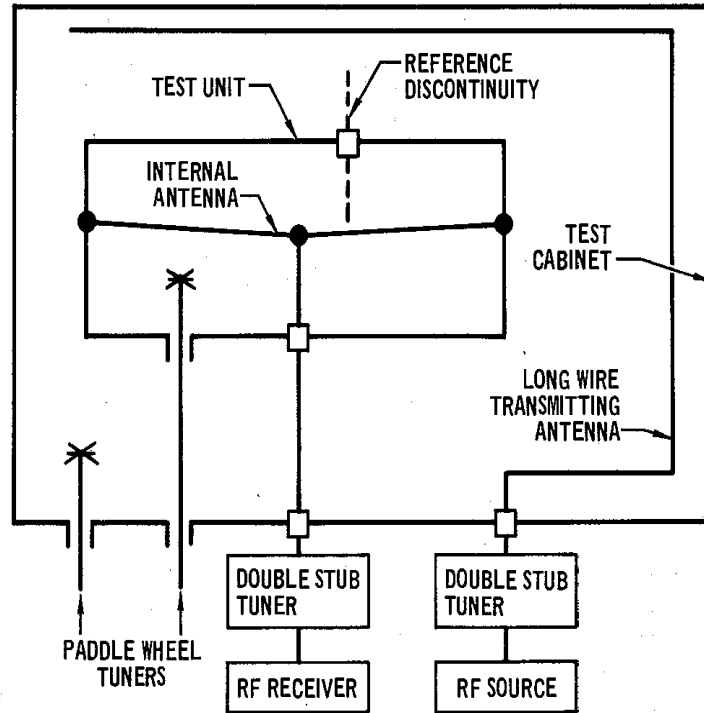 REFERENCE
DISCONTINUITY
TEST UNIT
INTERNAL
ANTENNA
TEST
CABINET
LONG WIRE
TRANSMITTING
ANTENNA
DOUBLE STUB
TUNER
DOUBLE STUB
TUNER
PADDLE WHEEL
TUNERS
RF RECEIVER
RF SOURCE